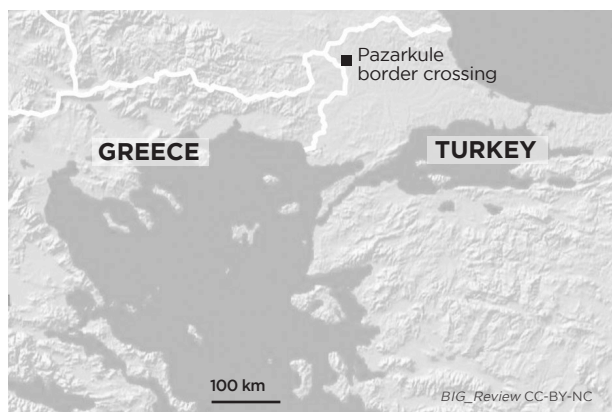 Pazarkule
border crossing
GREECE
TURKEY
100 km
BIG_Review CC-BY-NC